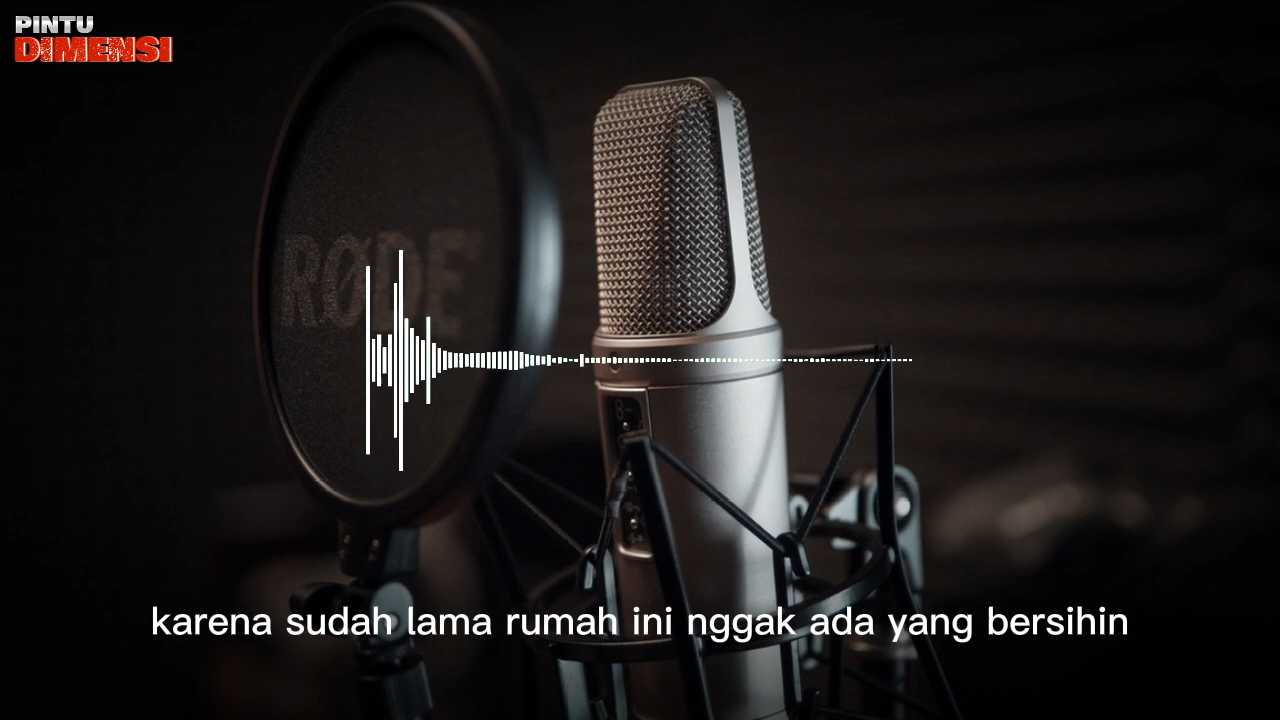 PINTU
DIMENSI
RØDE
karena sudah lama rumah ini nggak ada yang bersihin